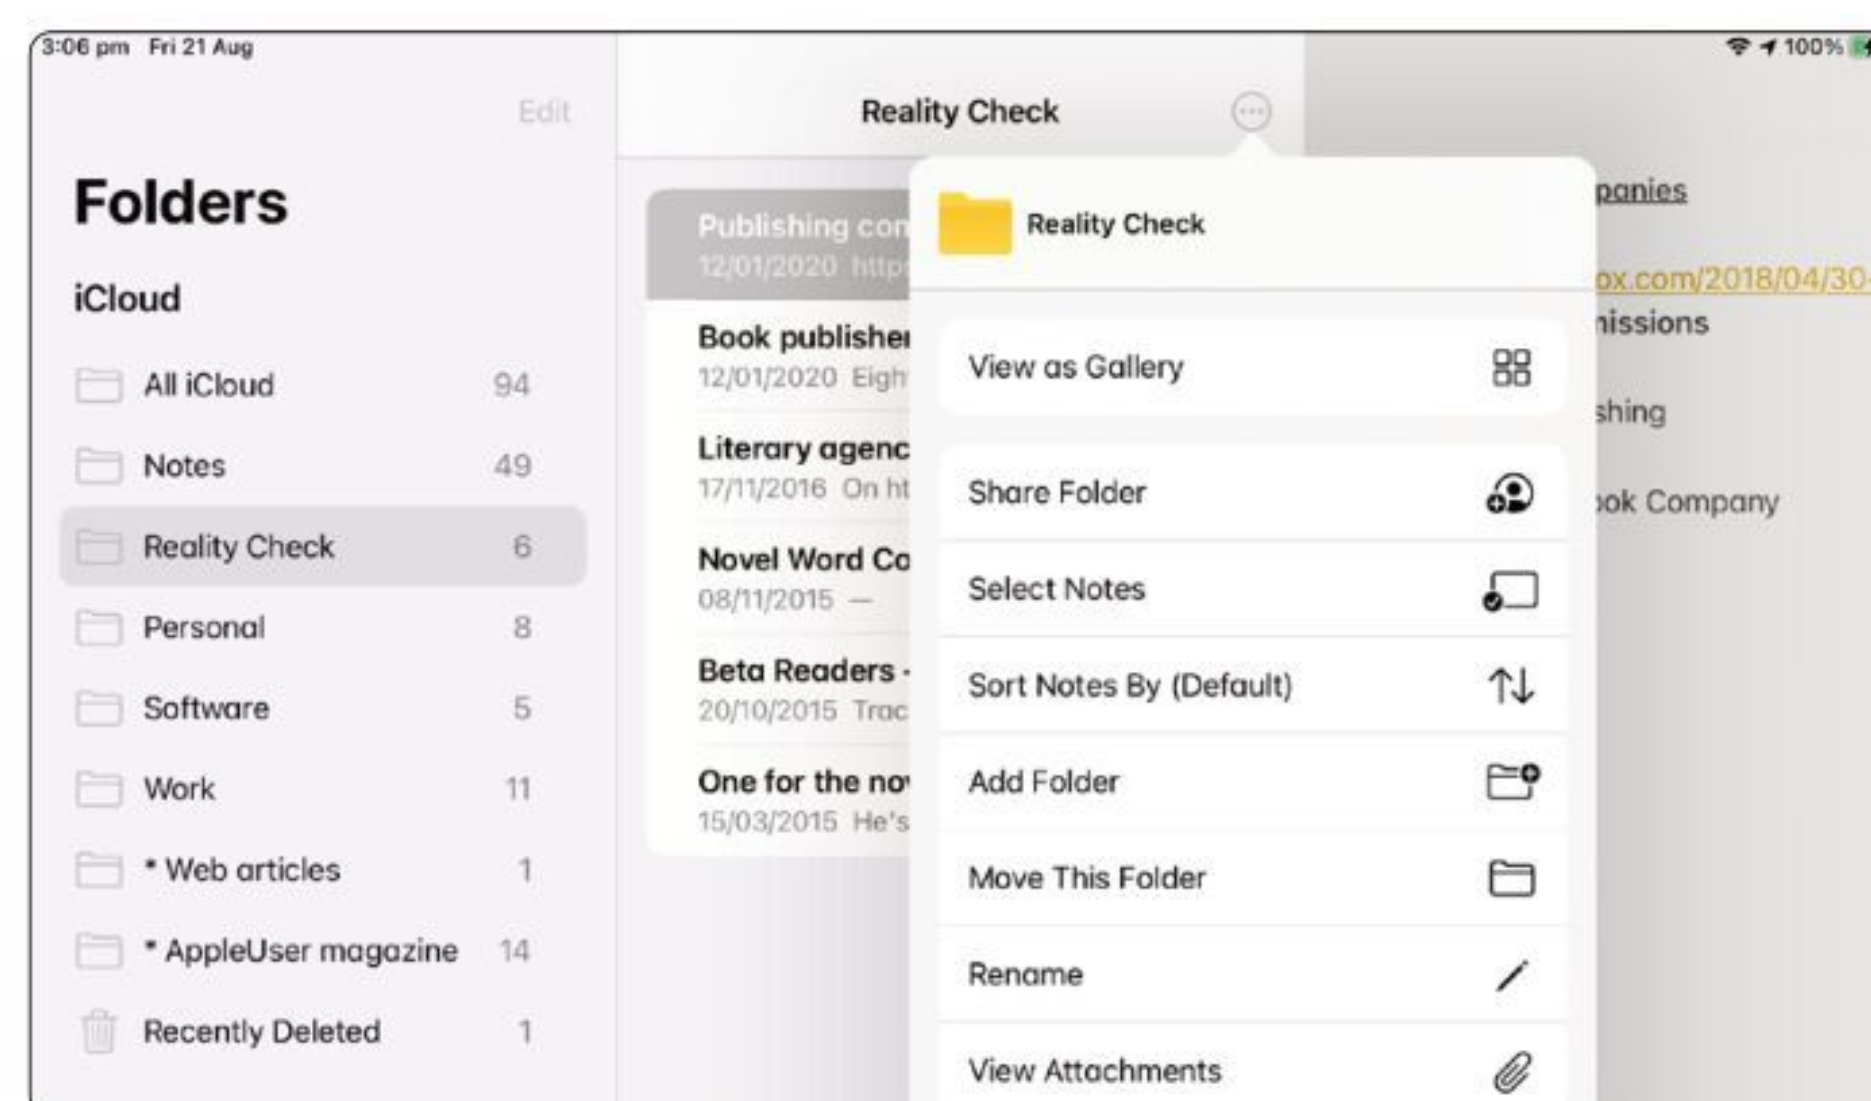 3:06 pm Fri 21 Aug
100%
Edit
Folders
iCloud
All iCloud 94
Notes 49
Reality Check 6
Personal 8
Software 5
Work 11
* Web articles 1
* AppleUser magazine 14
Recently Deleted 1
Reality Check
Publishing com
12/01/2020 https
Book publisher
12/01/2020 Eigh
Literary agenc
17/11/2016 On ht
Novel Word Co
08/11/2015 —
Beta Readers -
20/10/2015 Trac
One for the nov
15/03/2015 He's
Reality Check
View as Gallery
Share Folder
Select Notes
Sort Notes By (Default)
Add Folder
Move This Folder
Rename
View Attachments
panies
ox.com/2018/04/30-
nissions
shing
ook Company